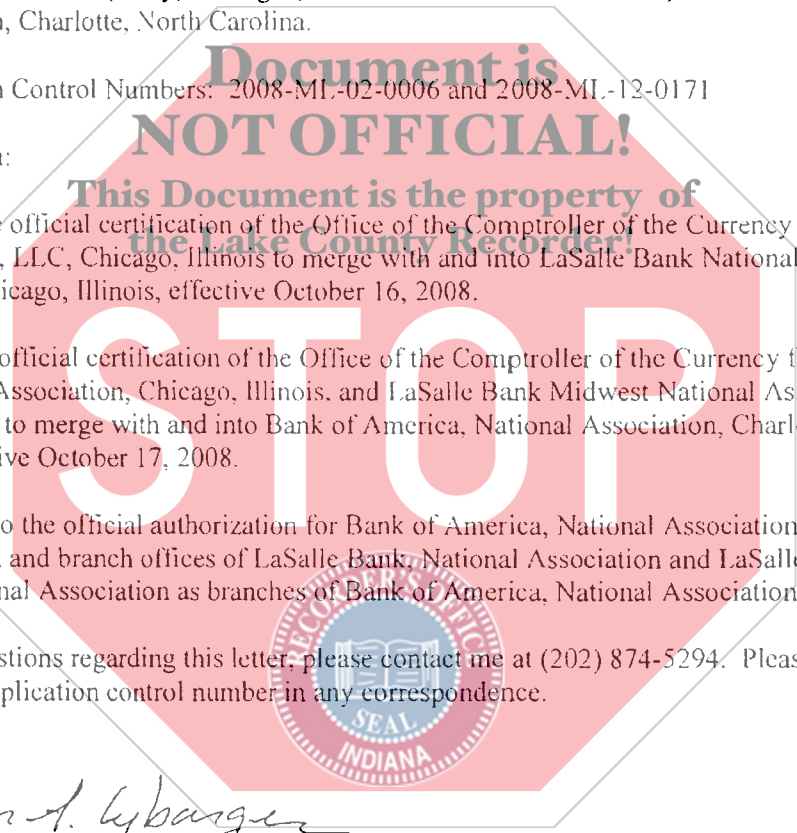 , Charlotte, North Carolina.
Document is
Control Numbers: 2008-ML-02-0006 and 2008-ML-12-0171
NOT OFFICIAL!
This Document is the property of
official certification of the Office of the Comptroller of the Currency
the Lake County Recorder!
, LLC, Chicago, Illinois to merge with and into LaSalle Bank National
icago, Illinois, effective October 16, 2008.
official certification of the Office of the Comptroller of the Currency f
Association, Chicago, Illinois, and LaSalle Bank Midwest National As
to merge with and into Bank of America, National Association, Charl
ive October 17, 2008.
STOP
o the official authorization for Bank of America, National Association
, and branch offices of LaSalle Bank, National Association and LaSalle
nal Association as branches of Bank of America, National Association
RECORDER'S OFFICE
stions regarding this letter, please contact me at (202) 874-5294. Pleas
plication control number in any correspondence.
SEAL
INDIANA